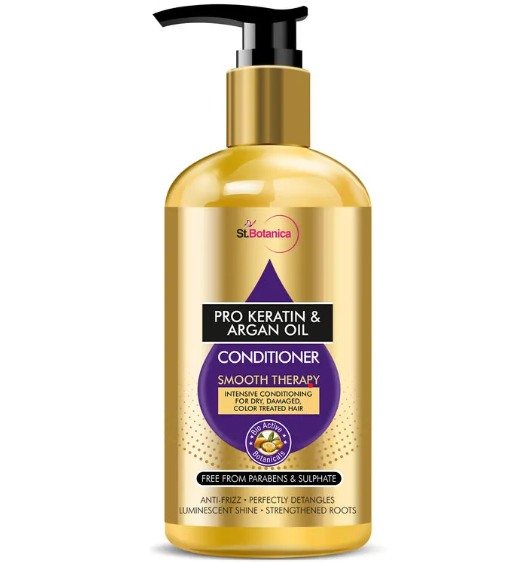 St.Botanica
PRO KERATIN &
ARGAN OIL
CONDITIONER
SMOOTH THERAPY
INTENSIVE CONDITIONING
FOR DRY, DAMAGED,
COLOR TREATED HAIR
Bio Active
Botanicals
FREE FROM PARABENS & SULPHATE
ANTI-FRIZZ • PERFECTLY DETANGLES
LUMINESCENT SHINE • STRENGTHENED ROOTS